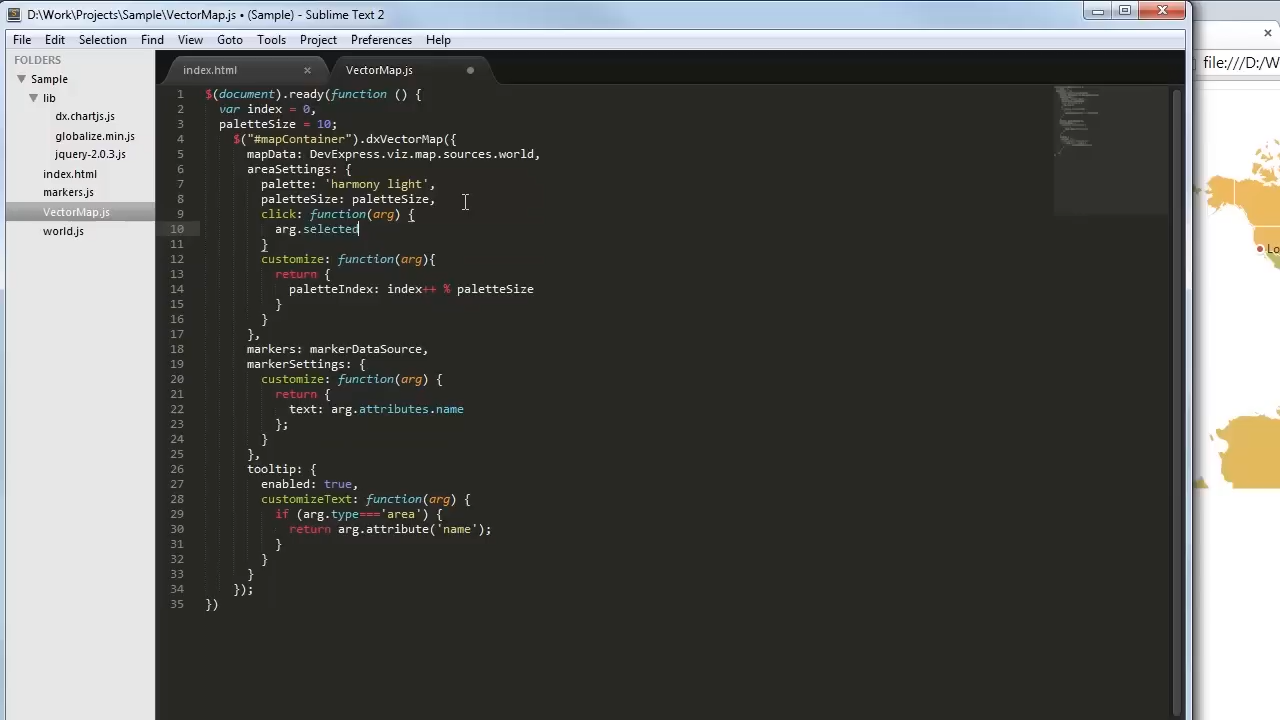 D:\Work\Projects\Sample\VectorMap.js • (Sample) - Sublime Text 2
File Edit Selection Find View Goto Tools Project Preferences Help
FOLDERS
Sample
lib
dx.chartjs.js
globalize.min.js
jquery-2.0.3.js
index.html
markers.js
VectorMap.js
world.js
index.html
VectorMap.js
1 $(document).ready(function () {
2 var index = 0,
3 paletteSize = 10;
4 $("#mapContainer").dxVectorMap({
5 mapData: DevExpress.viz.map.sources.world,
6 areaSettings: {
7 palette: 'harmony light',
8 paletteSize: paletteSize,
9 click: function(arg) {
10 arg.selected
11 }
12 customize: function(arg){
13 return {
14 paletteIndex: index++ % paletteSize
15 }
16 }
17 },
18 markers: markerDataSource,
19 markerSettings: {
20 customize: function(arg) {
21 return {
22 text: arg.attributes.name
23 };
24 }
25 },
26 tooltip: {
27 enabled: true,
28 customizeText: function(arg) {
29 if (arg.type==='area') {
30 return arg.attribute('name');
31 }
32 }
33 }
34 });
35 })
file:///D:/W
Lo